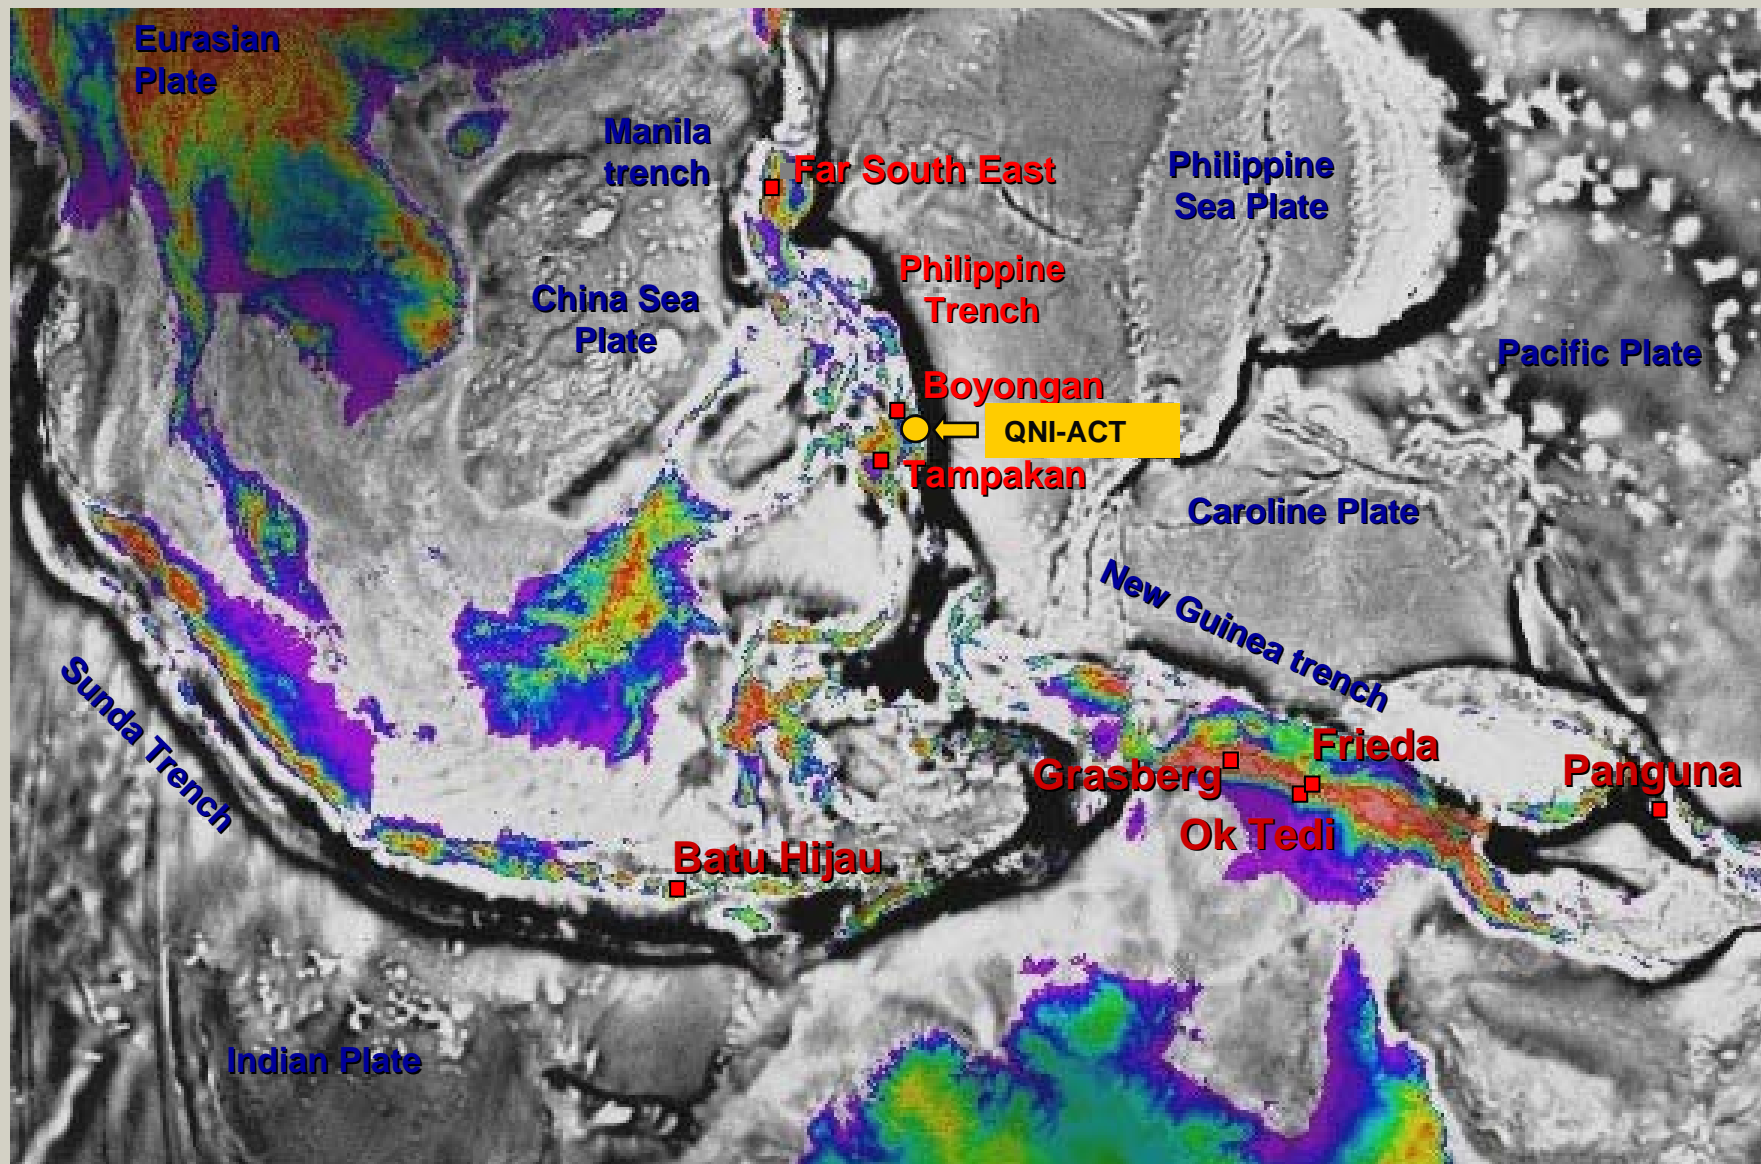 Eurasian
Plate
Manila
trench
Far South East
Philippine
Sea Plate
Philippine
Trench
China Sea
Plate
Pacific Plate
Boyongan
QNI-ACT
Tampakan
Caroline Plate
New Guinea trench
Sunda Trench
Frieda
Grasberg
Panguna
Ok Tedi
Batu Hijau
Indian Plate